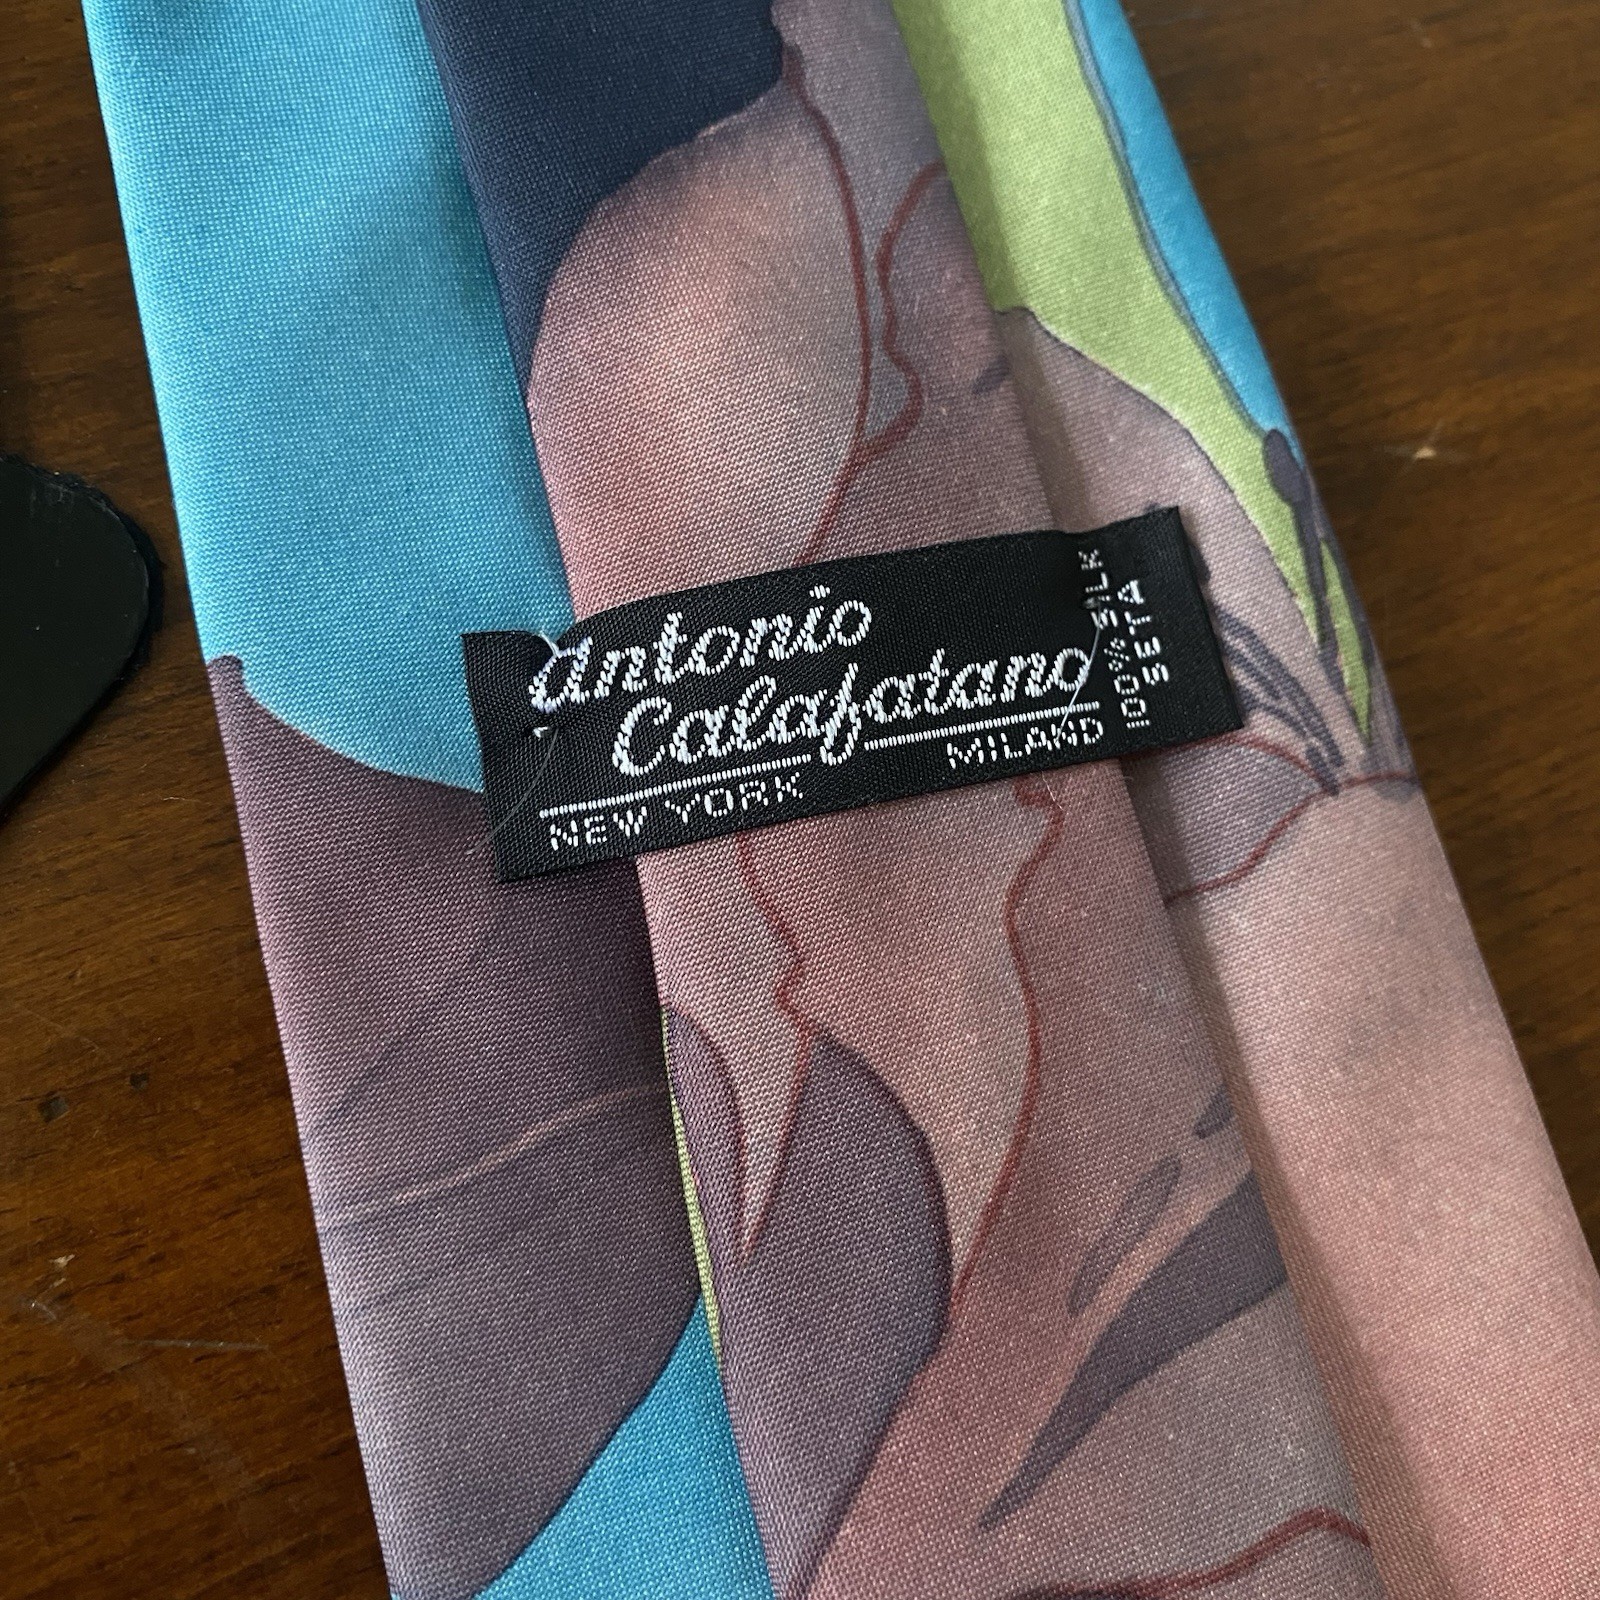 Antonio
Calafatano
NEW YORK
MILANO
100% SILK
SETA